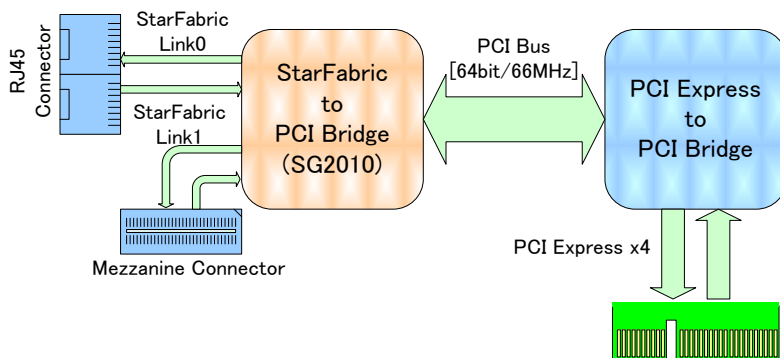 RJ45
Connector
StarFabric
Link0
StarFabric
Link1
Mezzanine Connector
StarFabric
to
PCI Bridge
(SG2010)
PCI Bus
[64bit/66MHz]
PCI Express
to
PCI Bridge
PCI Express x4